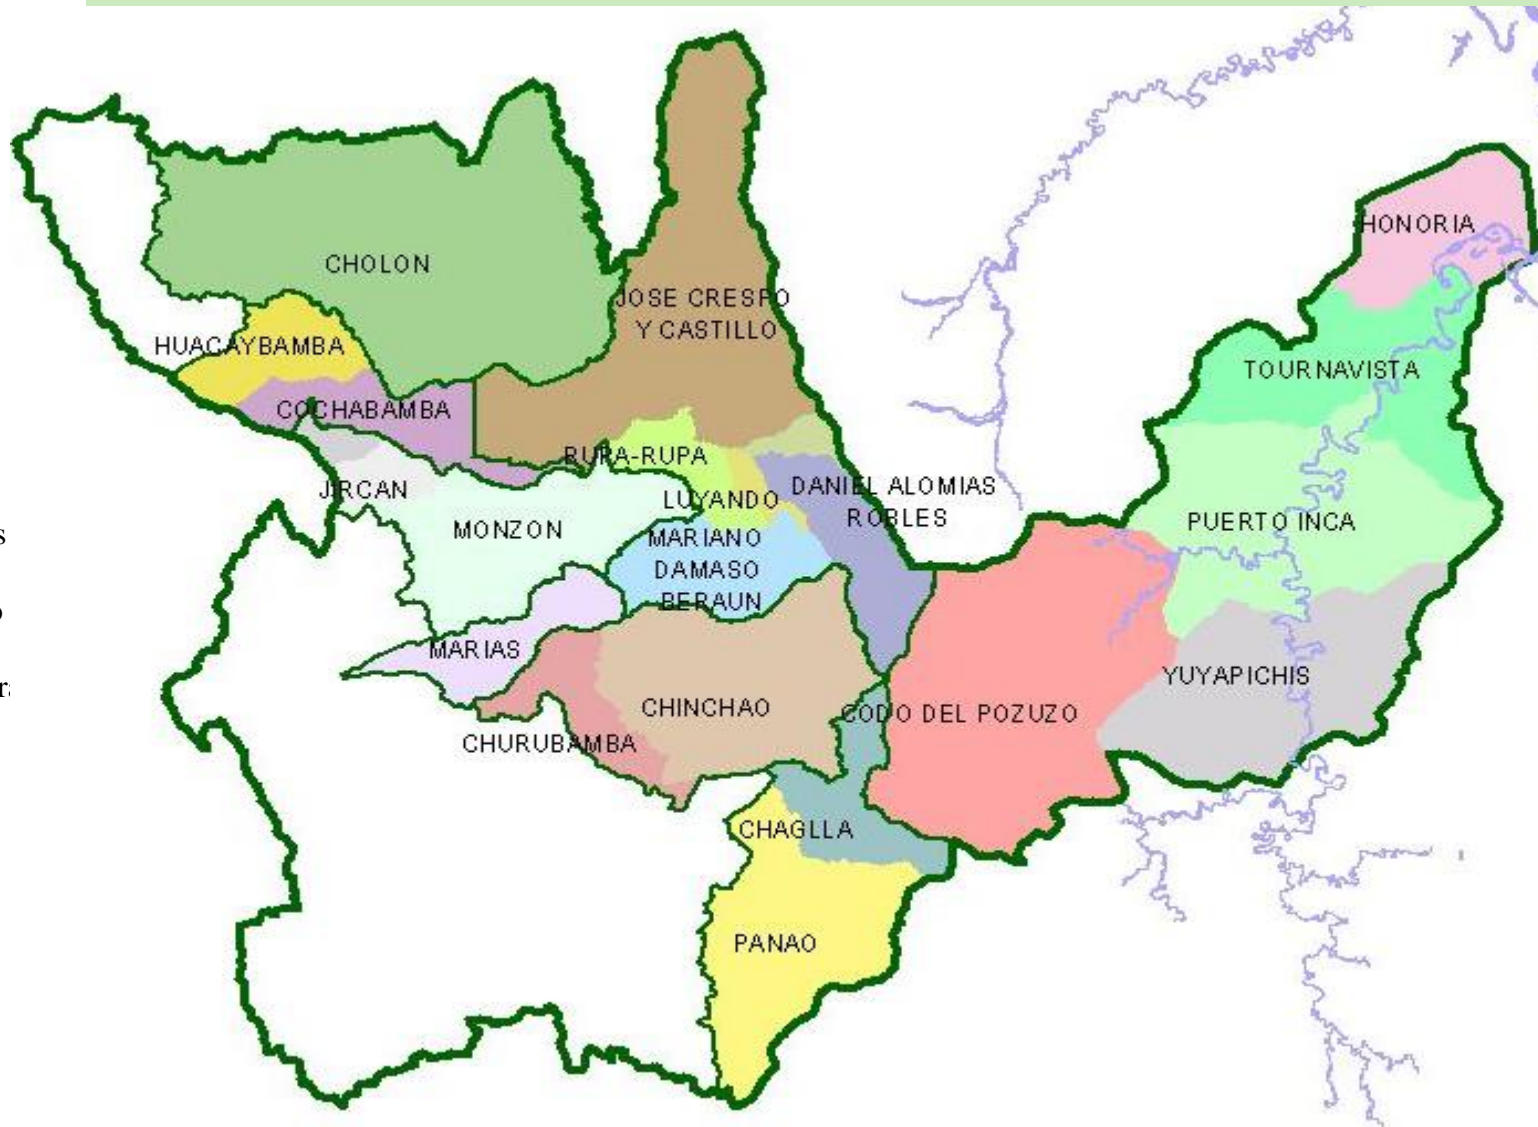 HONORIA
CHOLON
JOSE CRESPO
Y CASTILLO
HUACAYBAMBA
TOURNAVISTA
COCHABAMBA
RUPA-RUPA
JIRCAN
LUYANDO
DANIEL ALOMIAS
ROBLES
MONZON
PUERTO INCA
MARIANO
DAMASO
BERAUN
MARIAS
YUYAPICHIS
CHINCHAO
CODO DEL POZUZO
CHURUBAMBA
CHAGLLA
PANAO